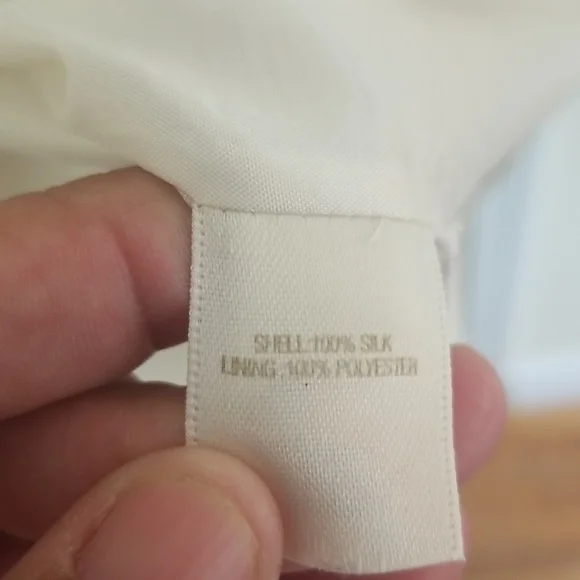 SHELL:100% SILK
LINING :100% POLYESTER